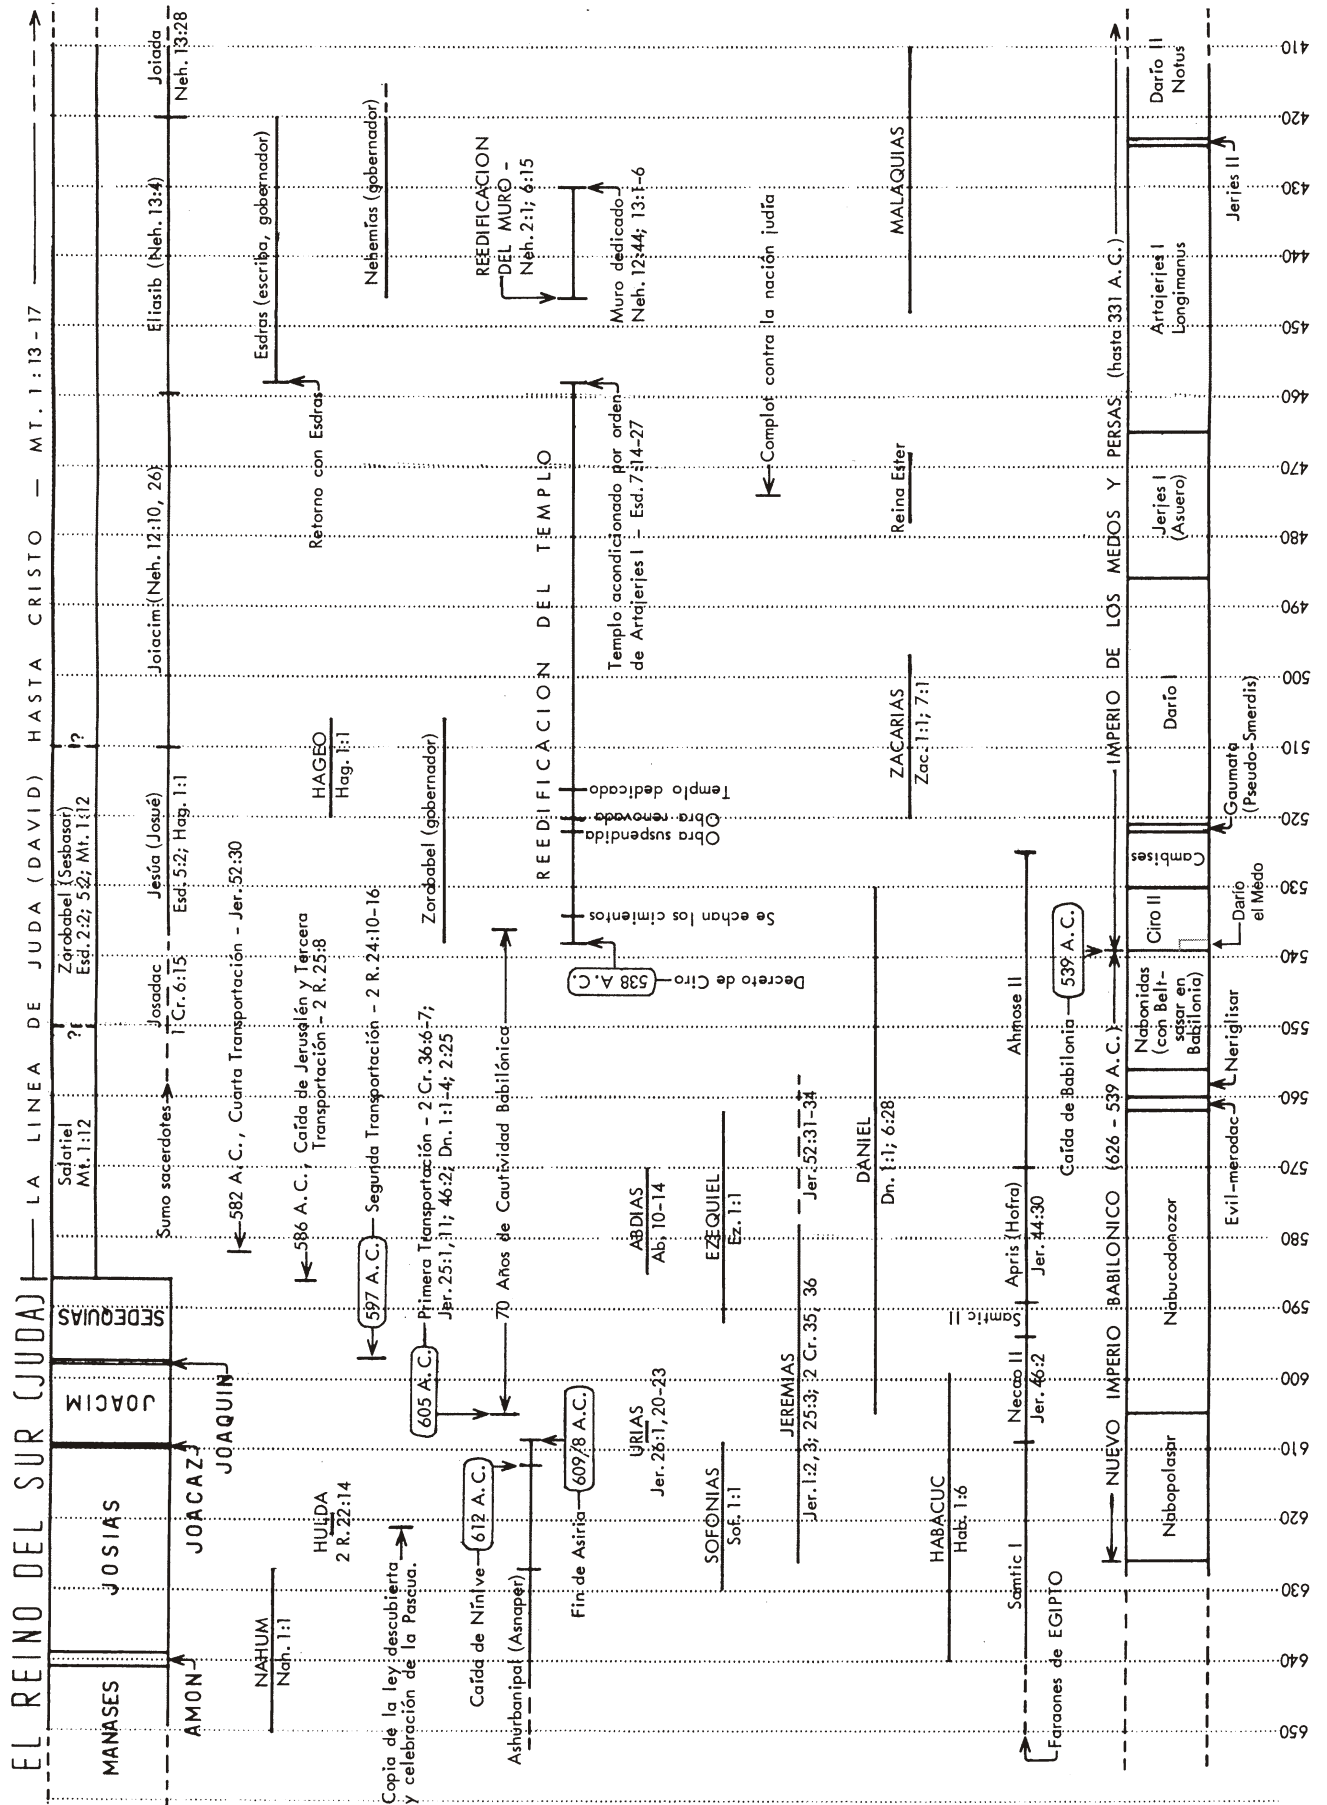 EL REINO DEL SUR (JUDA)
LA LINEA DE JUDA (DAVID) HASTA CRISTO — MT. 1:13-17
MANASES
JOSIAS
JOACIM
SEDEQUIAS
Salatiel
Mt. 1:12
??
Zorobabel (Sesbasar)
Esd. 2:2; 5:2; Mt. 1:12
!?
AMON
JOACAZ
JOAQUIN
Sumo sacerdotes
Josadac
1 Cr. 6:15
Jesúa (Josué)
Esd. 5:2; Hag. 1:1
Joiacim (Neh. 12:10, 26)
Eliasib (Neh. 13:4)
Joiada
Neh. 13:28
582 A.C., Cuarta Transportación - Jer. 52:30
NAHUM
Nah. 1:1
586 A.C., Caída de Jerusalén y Tercera
Transportación - 2 R. 25:8
Esdras (escriba, gobernador)
Retorno con Esdras
HULDA
2 R. 22:14
HAGEO
Hag. 1:1
597 A.C.
Segunda Transportación - 2 R. 24:10-16
Nehemías (gobernador)
Copia de la ley descubierta
y celebración de la Pascua.
605 A.C.
Primera Transportación - 2 Cr. 36:6-7;
Jer. 25:1, 11; 46:2; Dn. 1:1-4; 2:25
Zorobabel (gobernador)
Caída de Nínive
612 A.C.
70 Años de Cautividad Babilónica
REEDIFICACION
DEL MURO -
Neh. 2:1; 6:15
Ashurbanipal (Asnaper)
REEDIFICACION DEL TEMPLO
Fin de Asiria
609/8 A.C.
538 A.C.
Decreto de Ciro
Se echan los cimientos
Obra suspendida
Obra renovada
Templo dedicado
Templo acondicionado por orden
de Artajerjes I - Esd. 7:14-27
Muro dedicado
Neh. 12:44; 13:1-6
URIAS
Jer. 26:1, 20-23
ABDIAS
Ab. 10-14
SOFONIAS
Sof. 1:1
EZEQUIEL
Ez. 1:1
Complot contra la nación judía
JEREMIAS
Jer. 1:2, 3; 25:3; 2 Cr. 35, 36
Jer. 52:31-34
DANIEL
Dn. 1:1; 6:28
ZACARIAS
Zac. 1:1; 7:1
Reina Ester
MALAQUIAS
HABACUC
Hab. 1:6
Faraones de EGIPTO
Samtic I
Necao II
Jer. 46:2
Samtic II
Apris (Hofra)
Jer. 44:30
Ahmose II
Caída de Babilonia
539 A.C.
NUEVO IMPERIO BABILONICO (626 - 539 A.C.)
IMPERIO DE LOS MEDOS Y PERSAS (hasta 331 A.C.)
Nabopolasar
Nabucodonozor
Nabonidas
(con Belt-
sasar en
Babilonia)
Ciro II
Cambises
Darío I
Jerjes I
(Asuero)
Artajerjes I
Longimanus
Darío II
Notus
Evil-merodac
Neriglisar
Darío
el Medo
Gaumata
(Pseudo-Smerdis)
Jerjes II
650
640
630
620
610
600
590
580
570
560
550
540
530
520
510
500
490
480
470
460
450
440
430
420
410